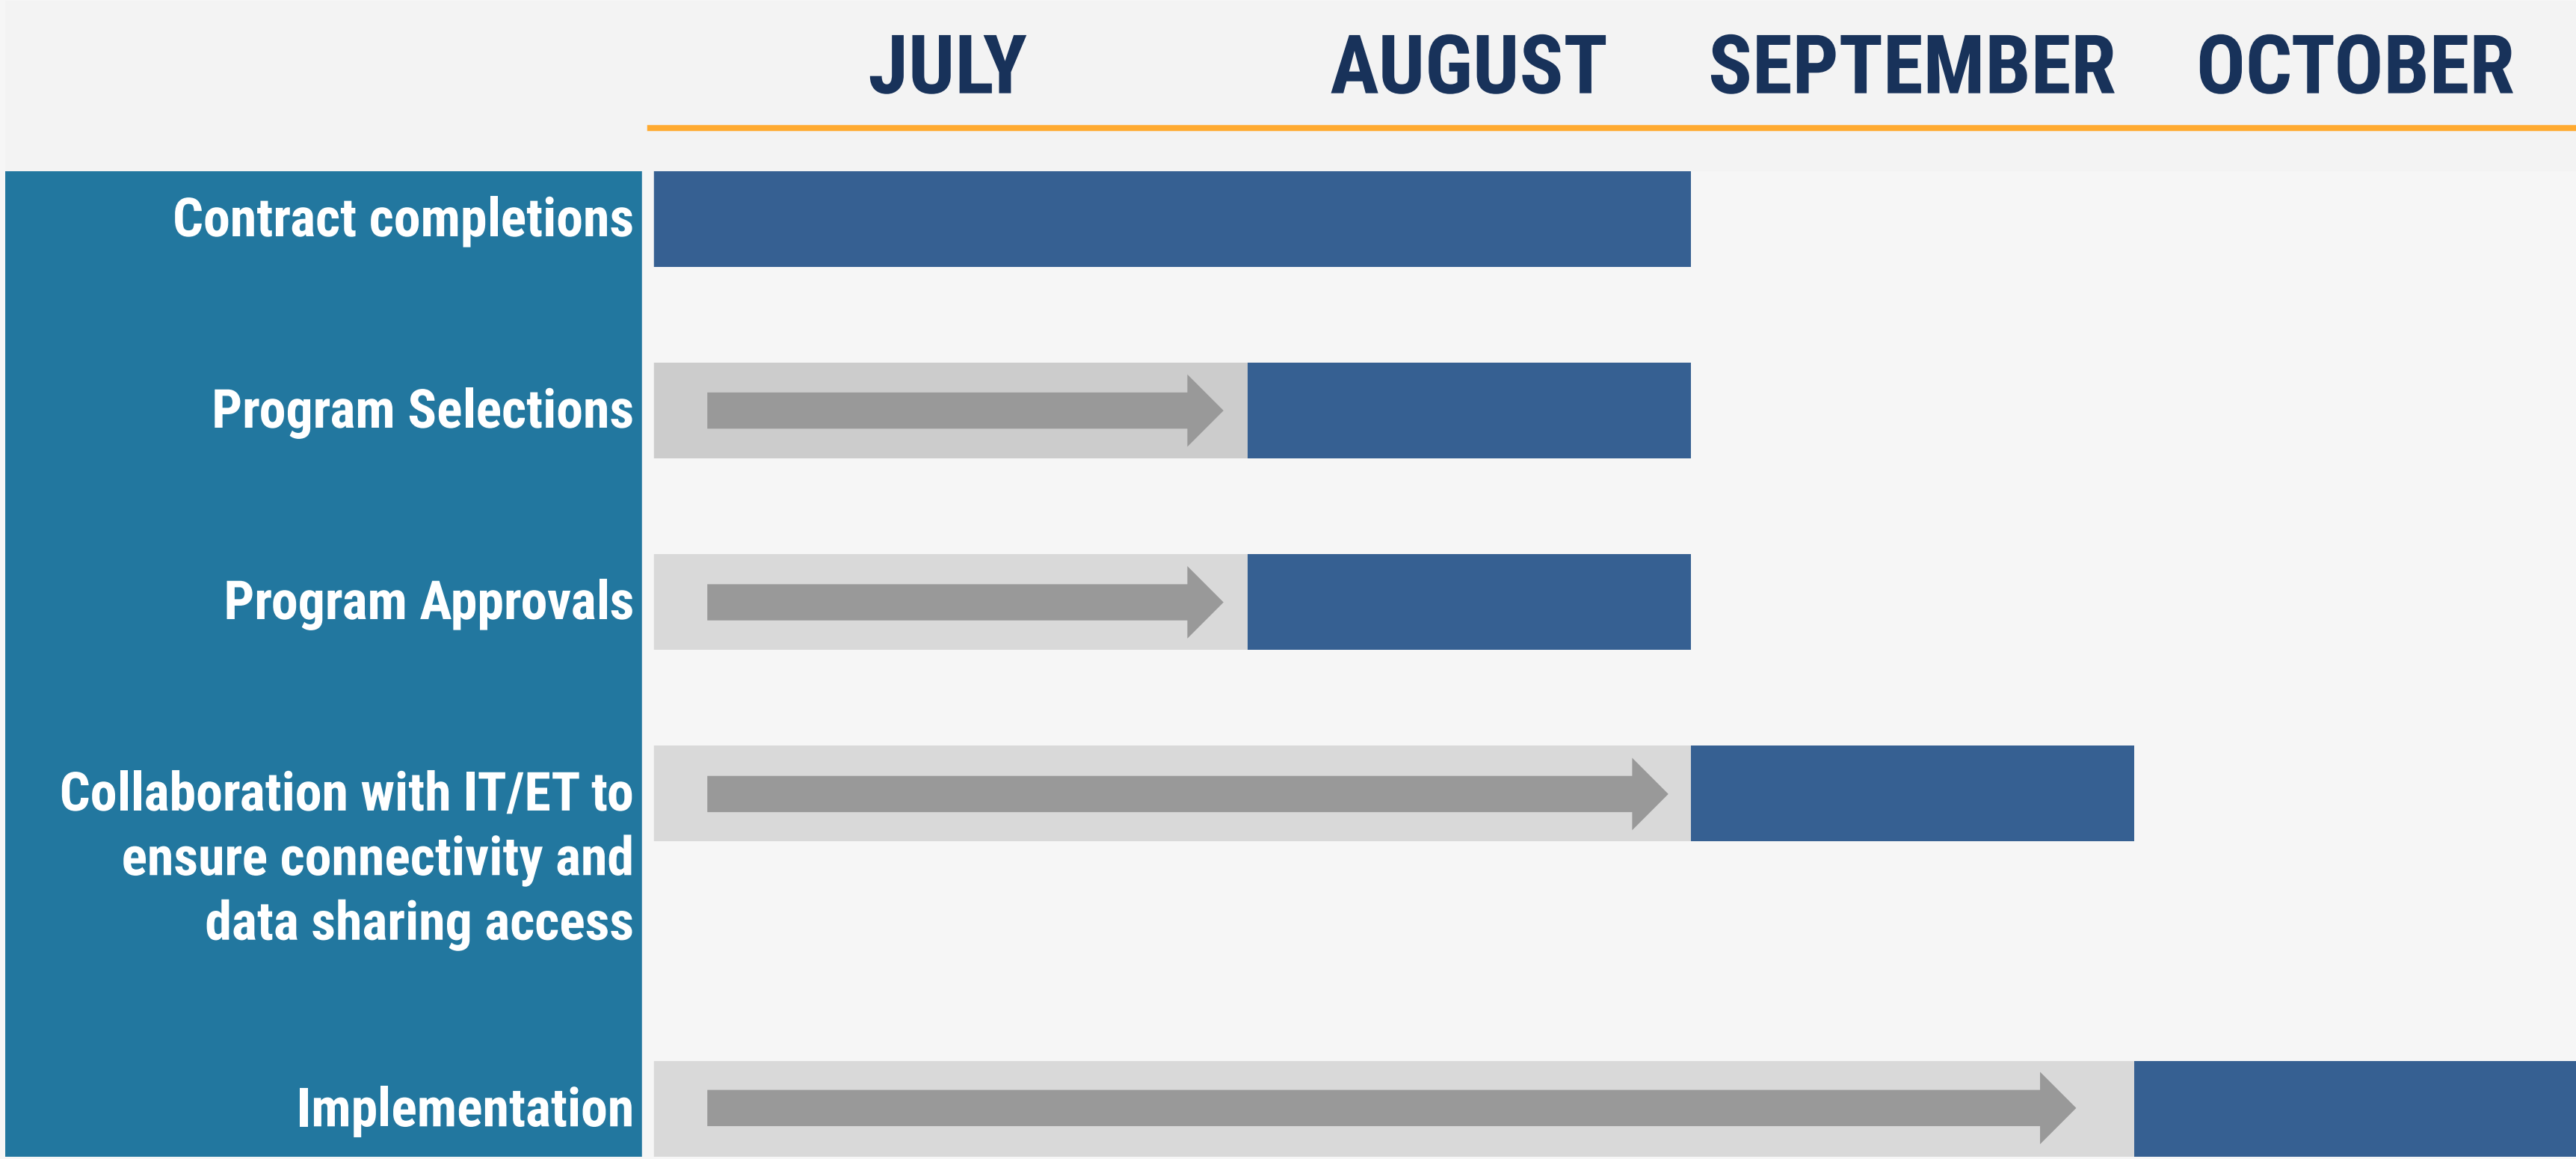 JULY AUGUST SEPTEMBER OCTOBER
Contract completions
Program Selections
Program Approvals
Collaboration with IT/ET to
ensure connectivity and
data sharing access
Implementation